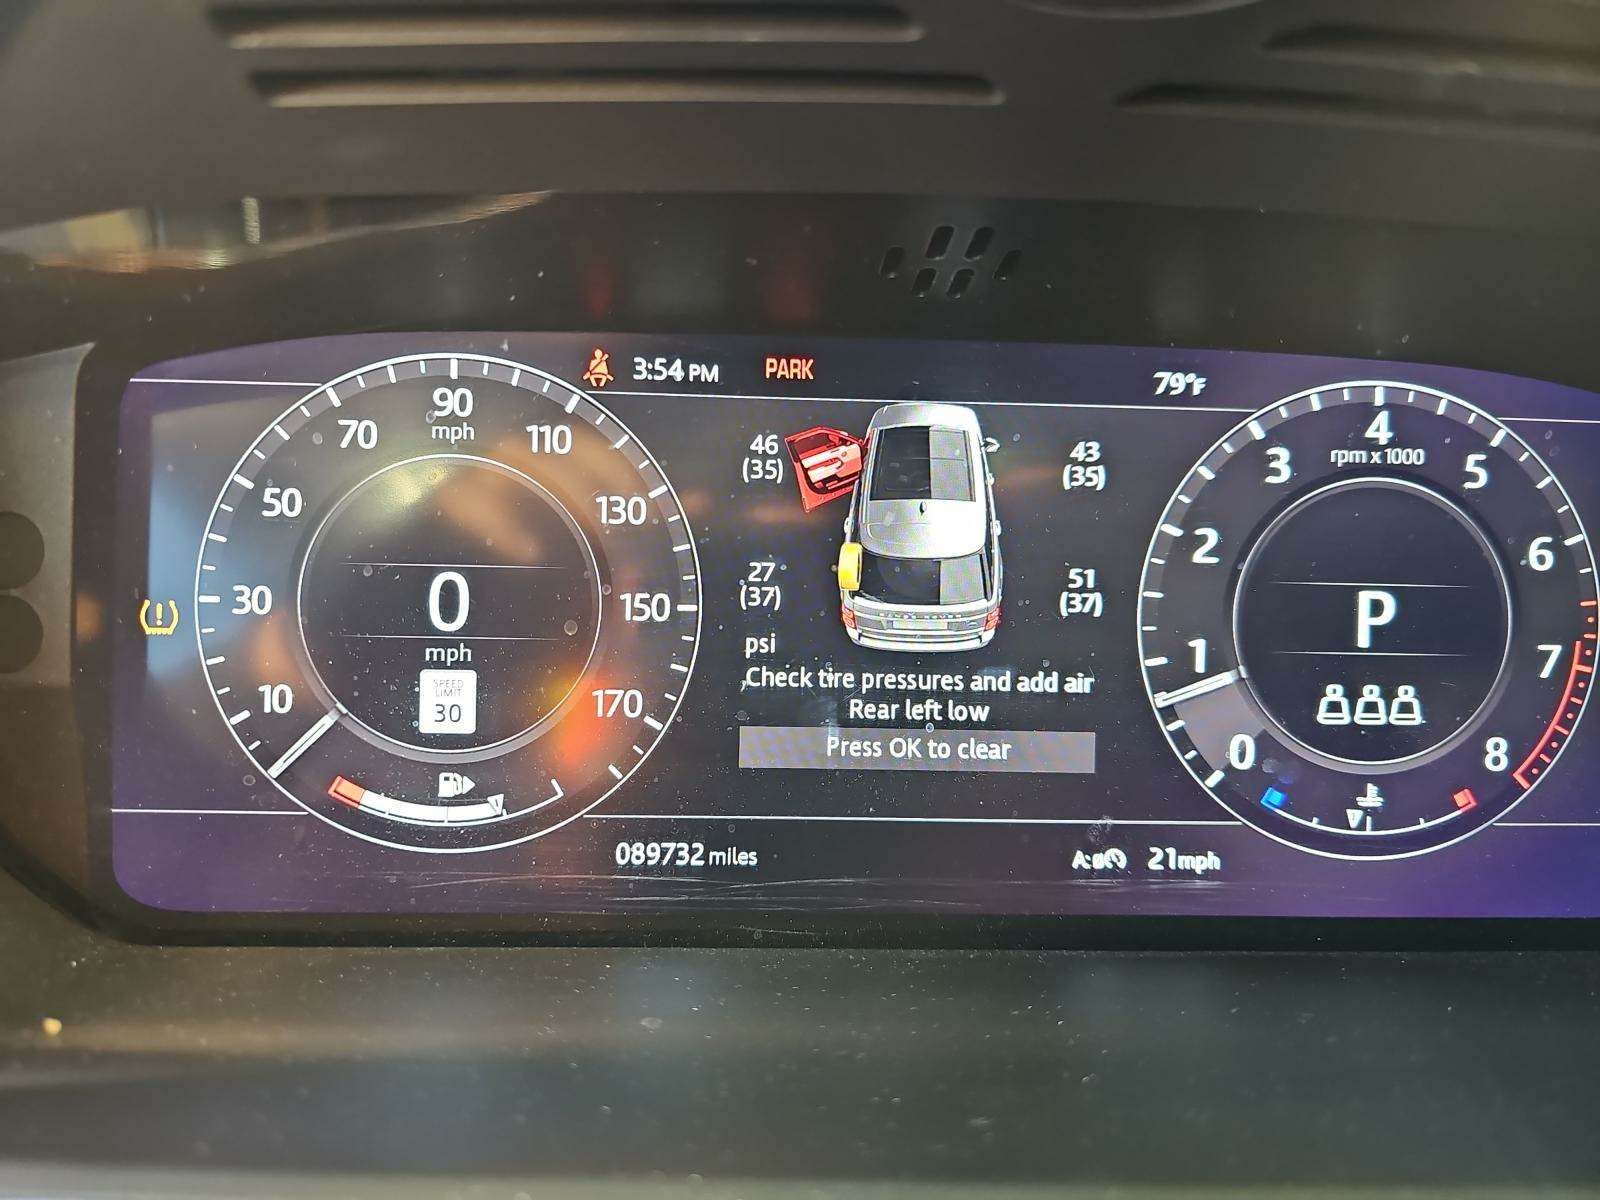 3:54 PM
PARK
79°F
10
30
50
70
90
mph
110
130
150
170
0
mph
SPEED
LIMIT
30
46
(35)
43
(35)
27
(37)
51
(37)
psi
Check tire pressures and add air
Rear left low
Press OK to clear
0
1
2
3
4
rpm x 1000
5
6
7
8
P
089732 miles
21mph